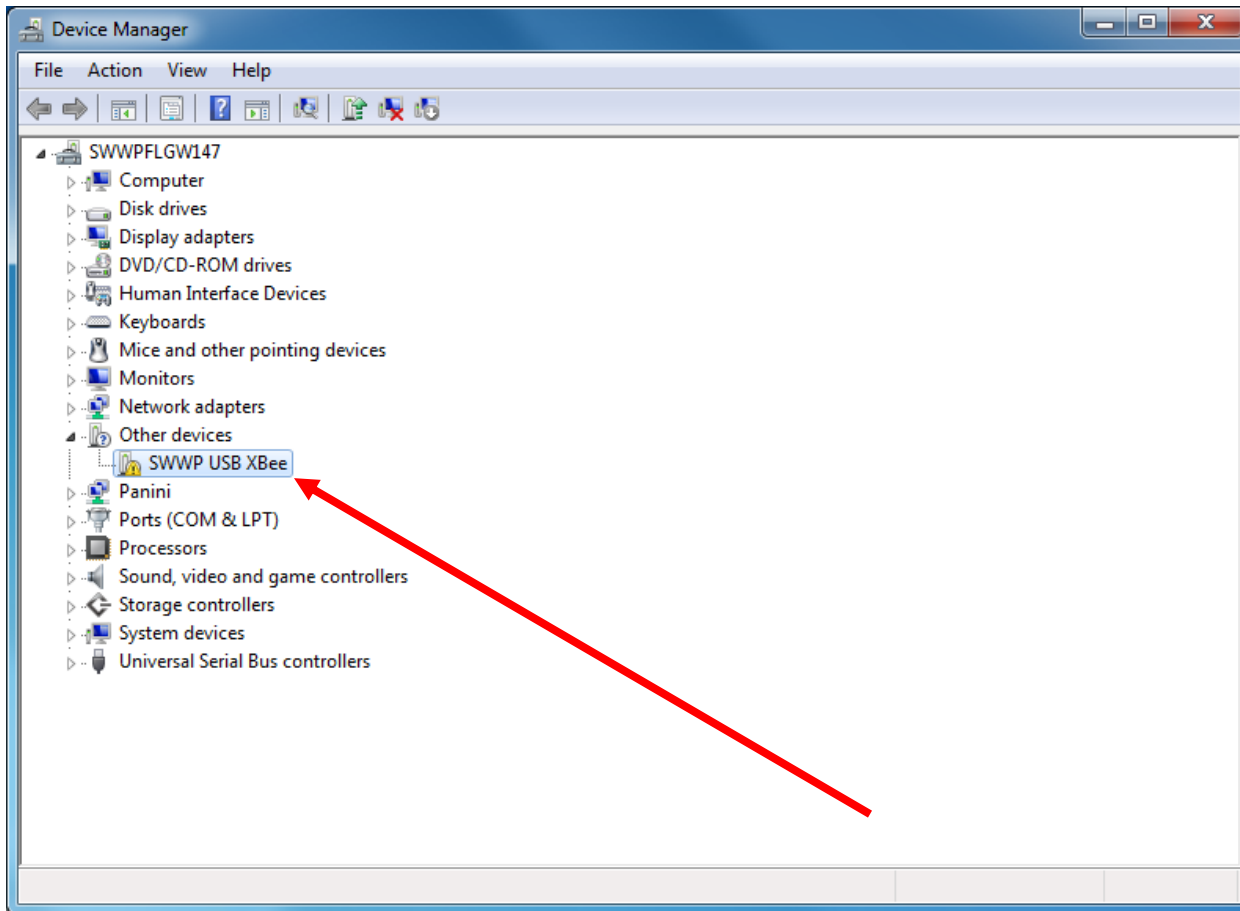 Device Manager
File Action View Help
SWWPFLGW147
Computer
Disk drives
Display adapters
DVD/CD-ROM drives
Human Interface Devices
Keyboards
Mice and other pointing devices
Monitors
Network adapters
Other devices
SWWP USB XBee
Panini
Ports (COM & LPT)
Processors
Sound, video and game controllers
Storage controllers
System devices
Universal Serial Bus controllers